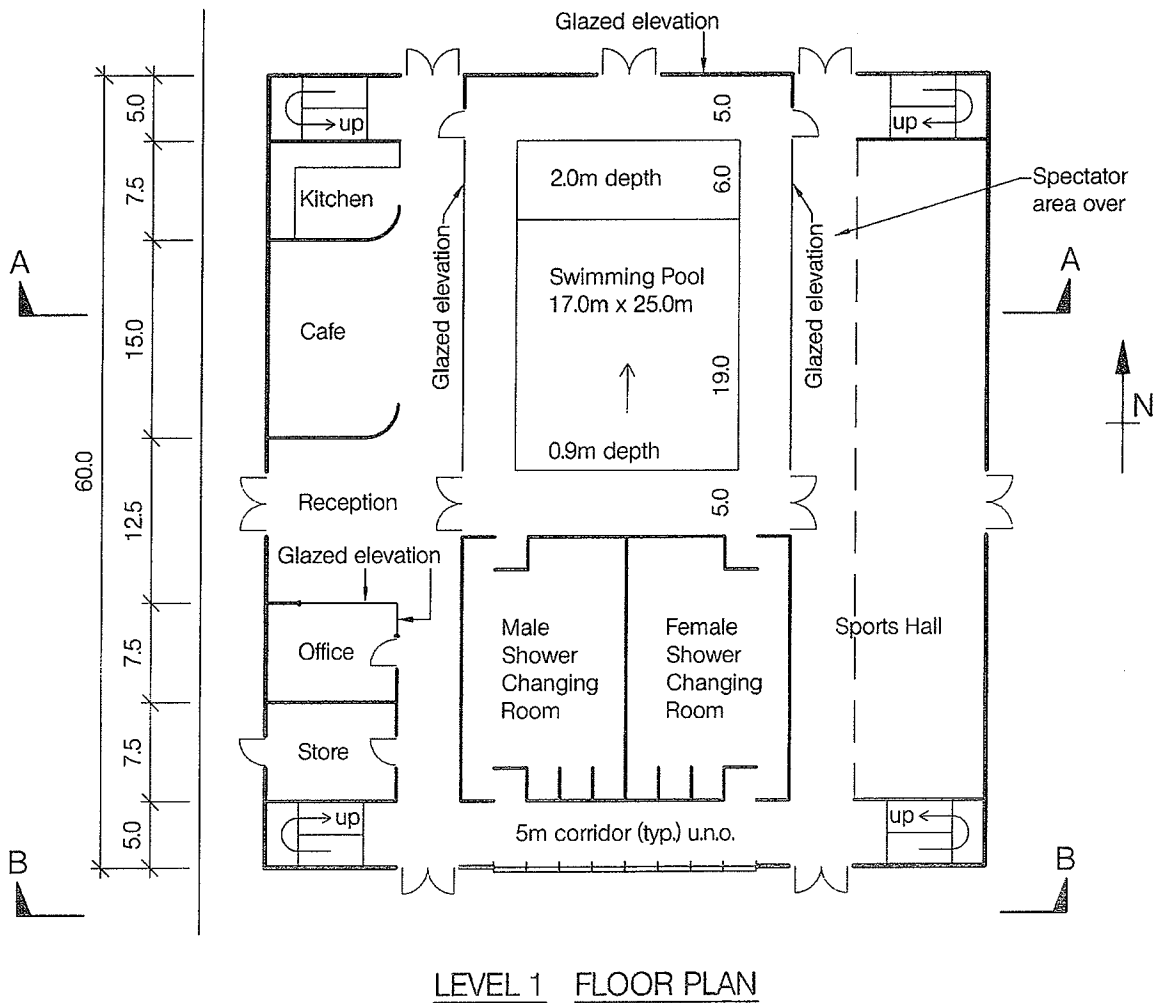 Glazed elevation
5.0
up
5.0
up
7.5
Kitchen
2.0m depth
6.0
Spectator
area over
Glazed elevation
Glazed elevation
A
A
Swimming Pool
17.0m x 25.0m
15.0
Cafe
19.0
N
0.9m depth
60.0
12.5
Reception
5.0
Glazed elevation
7.5
Office
Male
Shower
Changing
Room
Female
Shower
Changing
Room
Sports Hall
7.5
Store
5.0
up
5m corridor (typ.) u.n.o.
up
B
B
LEVEL 1 FLOOR PLAN